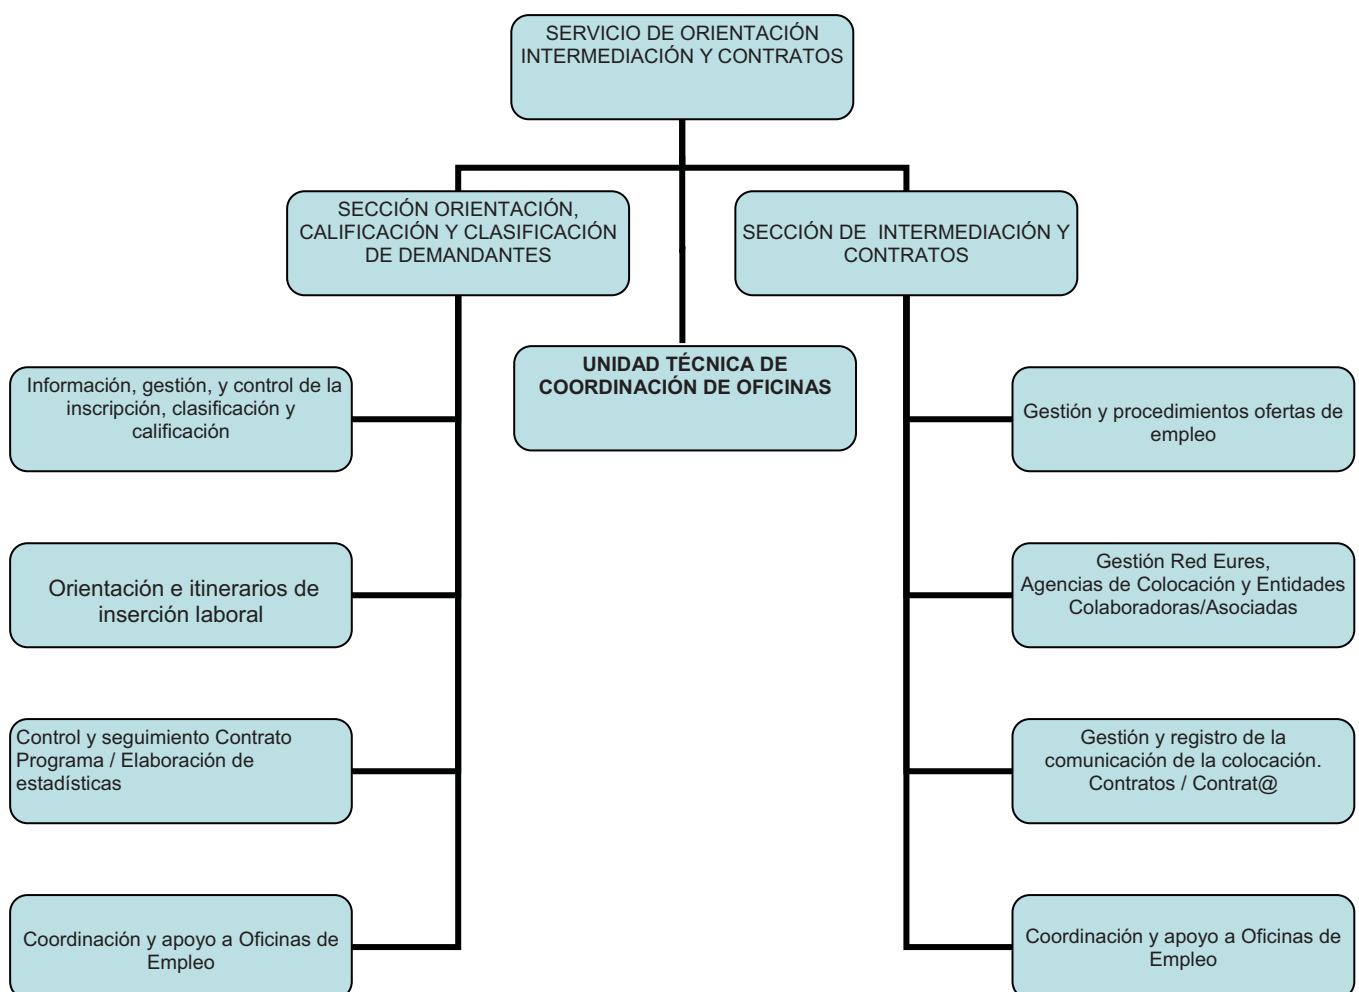 SERVICIO DE ORIENTACIÓN
INTERMEDIACIÓN Y CONTRATOS
SECCIÓN ORIENTACIÓN,
CALIFICACIÓN Y CLASIFICACIÓN
DE DEMANDANTES
SECCIÓN DE INTERMEDIACIÓN Y
CONTRATOS
UNIDAD TÉCNICA DE
COORDINACIÓN DE OFICINAS
Información, gestión, y control de la
inscripción, clasificación y
calificación
Gestión y procedimientos ofertas de
empleo
Orientación e itinerarios de
inserción laboral
Gestión Red Eures,
Agencias de Colocación y Entidades
Colaboradoras/Asociadas
Control y seguimiento Contrato
Programa / Elaboración de
estadísticas
Gestión y registro de la
comunicación de la colocación.
Contratos / Contrat@
Coordinación y apoyo a Oficinas de
Empleo
Coordinación y apoyo a Oficinas de
Empleo